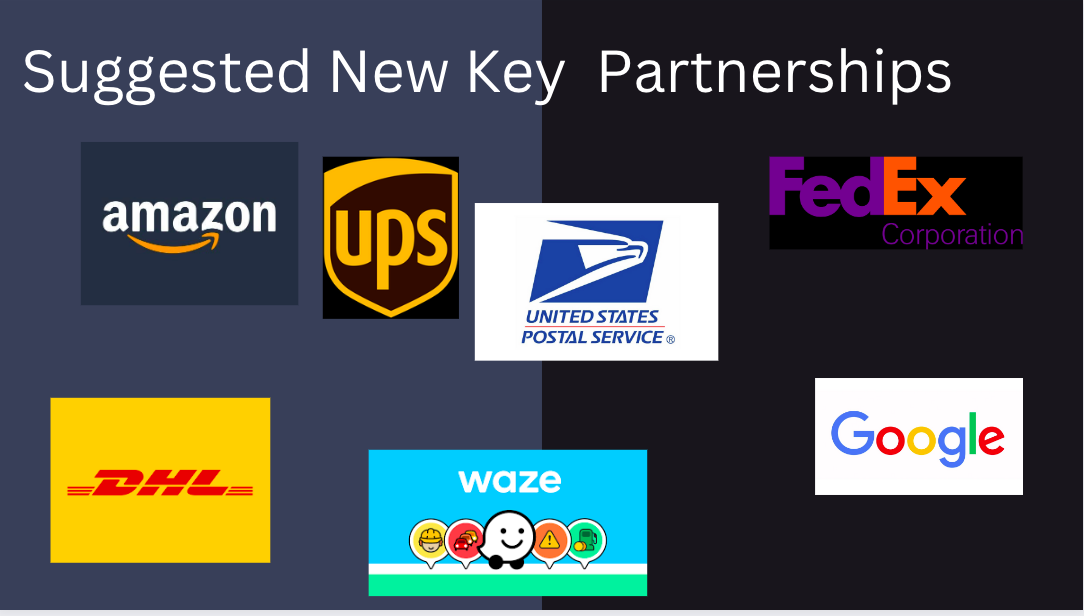 Suggested New Key Partnerships
amazon
ups
UNITED STATES
POSTAL SERVICE®
FedEx
Corporation
DHL
waze
Google